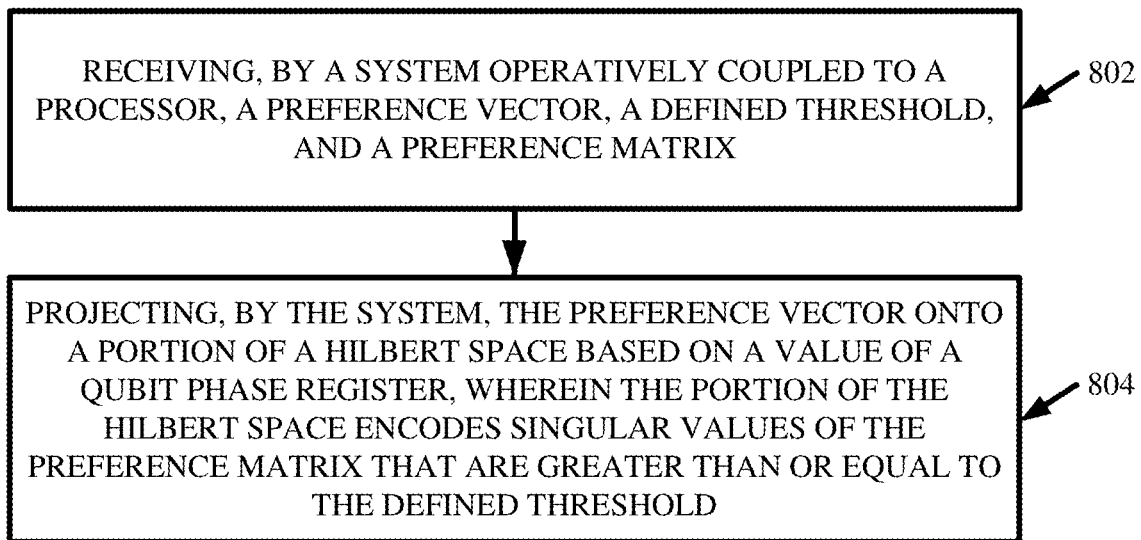 RECEIVING, BY A SYSTEM OPERATIVELY COUPLED TO A
PROCESSOR, A PREFERENCE VECTOR, A DEFINED THRESHOLD,
AND A PREFERENCE MATRIX
802
PROJECTING, BY THE SYSTEM, THE PREFERENCE VECTOR ONTO
A PORTION OF A HILBERT SPACE BASED ON A VALUE OF A
QUBIT PHASE REGISTER, WHEREIN THE PORTION OF THE
HILBERT SPACE ENCODES SINGULAR VALUES OF THE
PREFERENCE MATRIX THAT ARE GREATER THAN OR EQUAL TO
THE DEFINED THRESHOLD
804